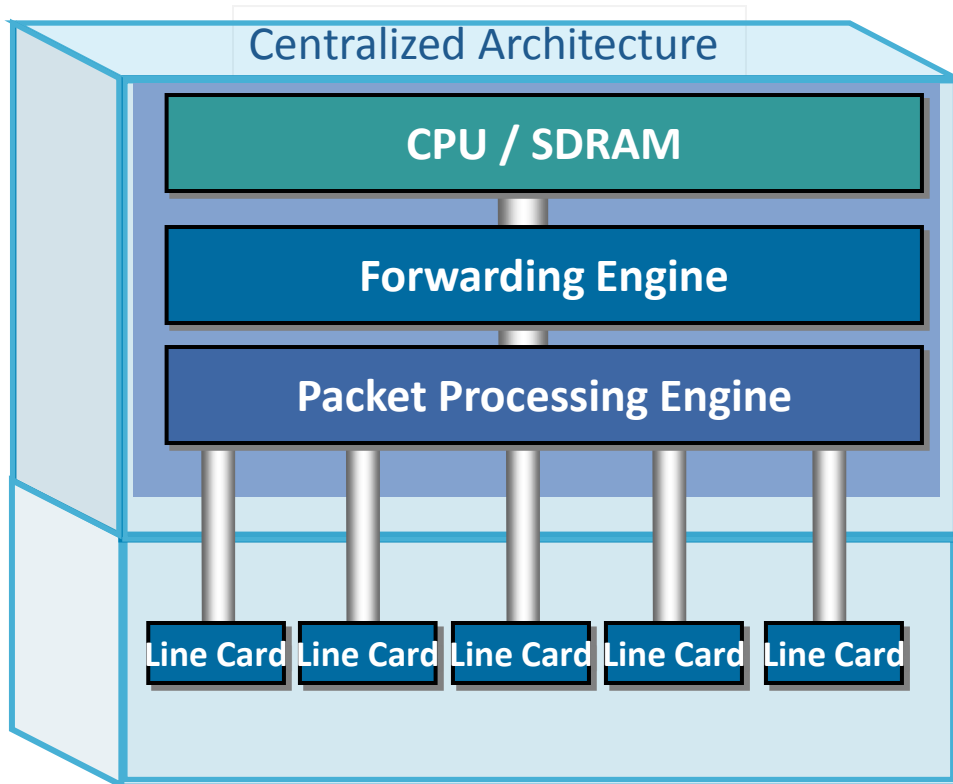 Centralized Architecture
CPU / SDRAM
Forwarding Engine
Packet Processing Engine
Line Card
Line Card
Line Card
Line Card
Line Card